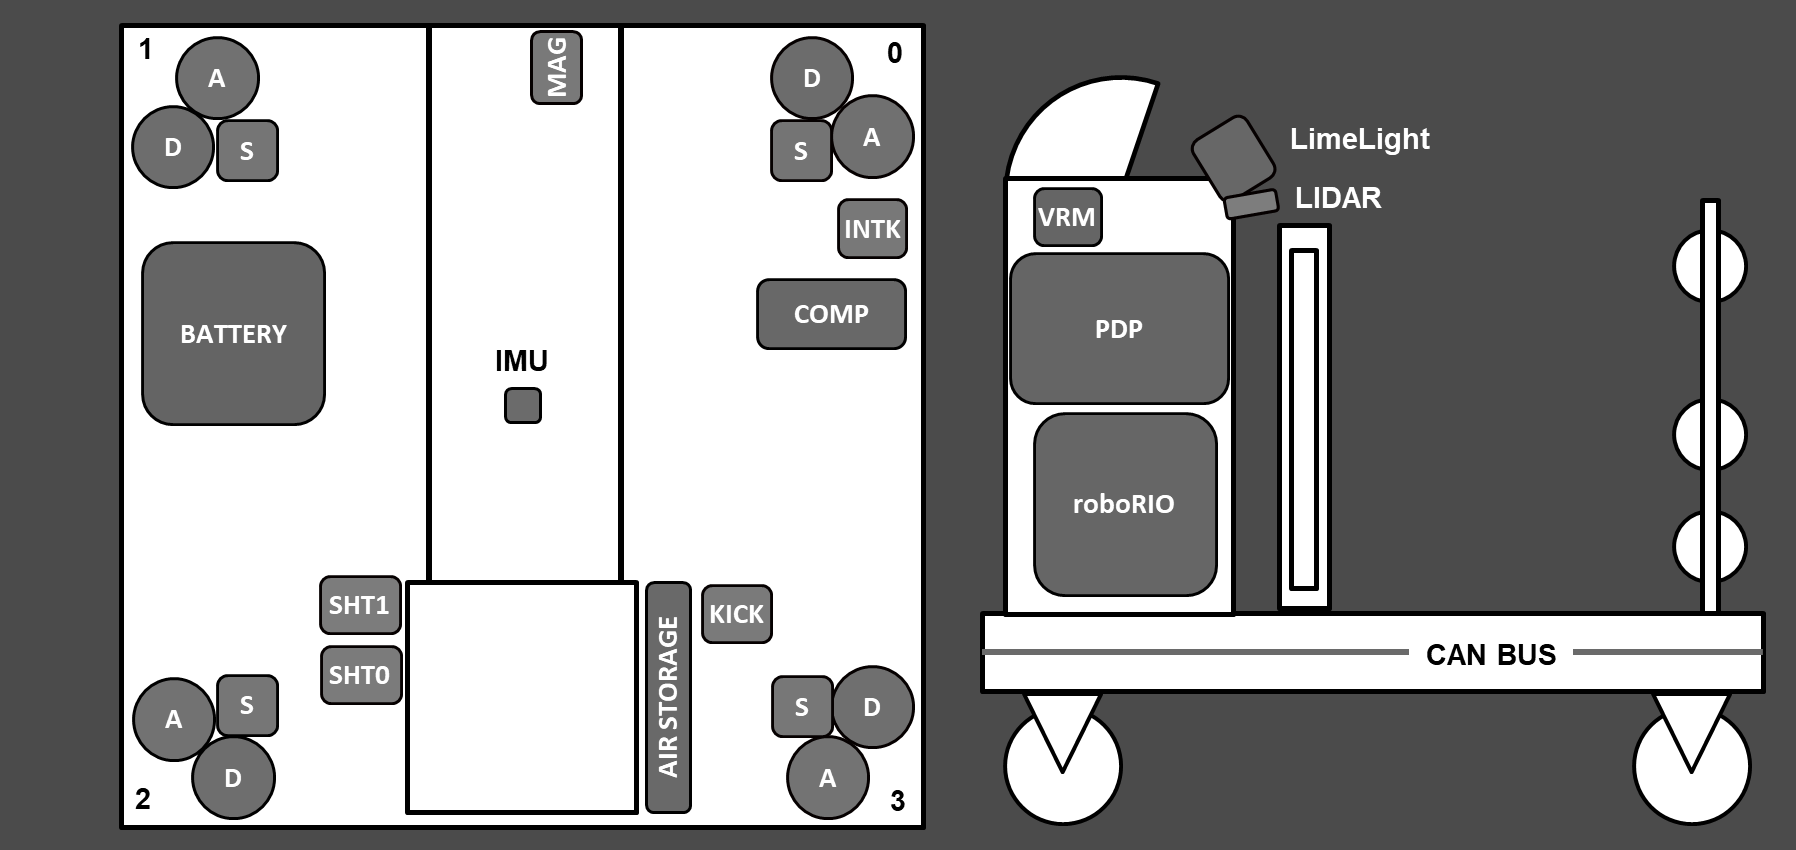 1
A
D
S
MAG
D
0
S
A
INTK
COMP
BATTERY
IMU
SHT1
SHT0
AIR STORAGE
KICK
A
S
D
2
S
D
A
3
LimeLight
LIDAR
VRM
PDP
roboRIO
CAN BUS